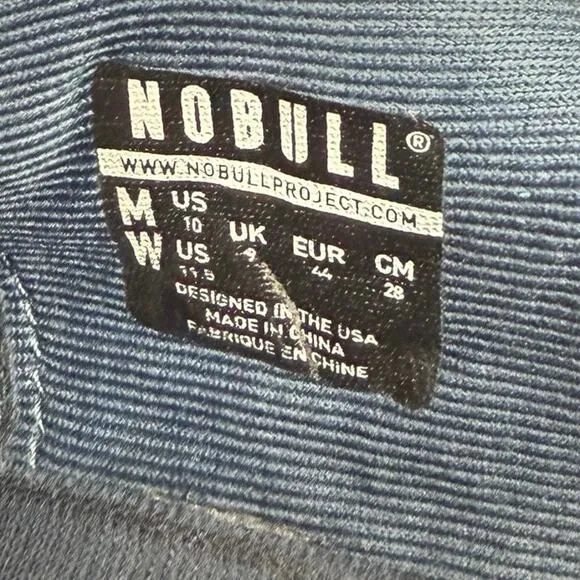 NOBULL®
WWW.NOBULLPROJECT.COM
M US 10 UK 9 EUR 44 CM 28
W US 11.5
DESIGNED IN THE USA
MADE IN CHINA
FABRIQUE EN CHINE